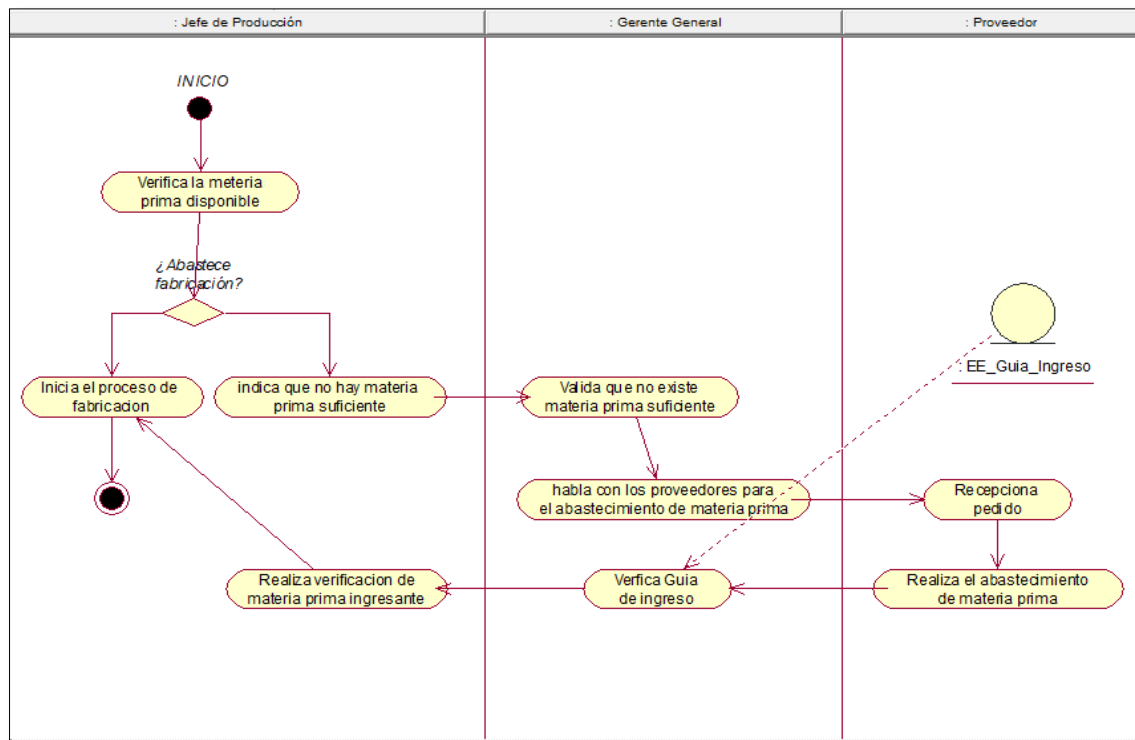 : Jefe de Producción
: Gerente General
: Proveedor
INICIO
Verifica la meteria
prima disponible
¿Abastece
fabricación?
Inicia el proceso de
fabricacion
indica que no hay materia
prima suficiente
Valida que no existe
materia prima suficiente
: EE_Guia_Ingreso
habla con los proveedores para
el abastecimiento de materia prima
Recepciona
pedido
Realiza verificacion de
materia prima ingresante
Verfica Guia
de ingreso
Realiza el abastecimiento
de materia prima